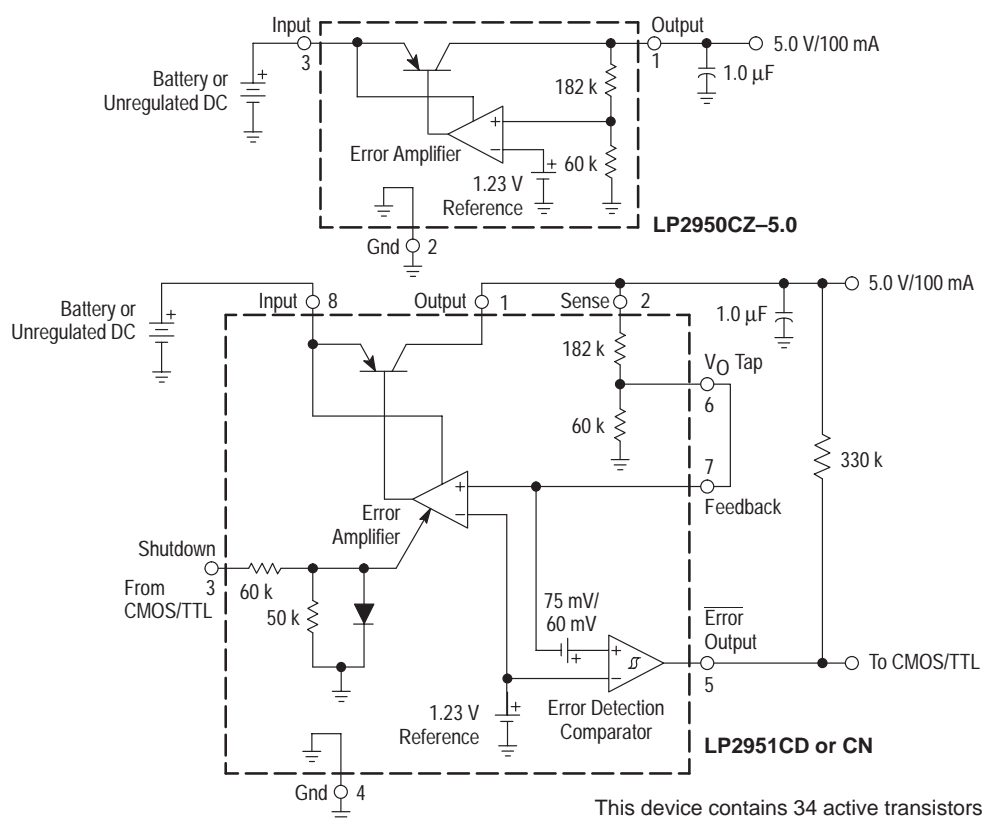 Input
3
Output
1
5.0 V/100 mA
1.0 µF
Battery or
Unregulated DC
+
182 k
+
–
Error Amplifier
+
60 k
1.23 V
Reference
LP2950CZ–5.0
Gnd
2
Battery or
Unregulated DC
+
Input
8
Output
1
Sense
2
5.0 V/100 mA
1.0 µF
182 k
VO Tap
6
60 k
330 k
7
Feedback
+
–
Error
Amplifier
Shutdown
3
From
CMOS/TTL
60 k
50 k
75 mV/
60 mV
+
+
–
Error
Output
5
To CMOS/TTL
1.23 V
Reference
+
Error Detection
Comparator
LP2951CD or CN
Gnd
4
This device contains 34 active transistors